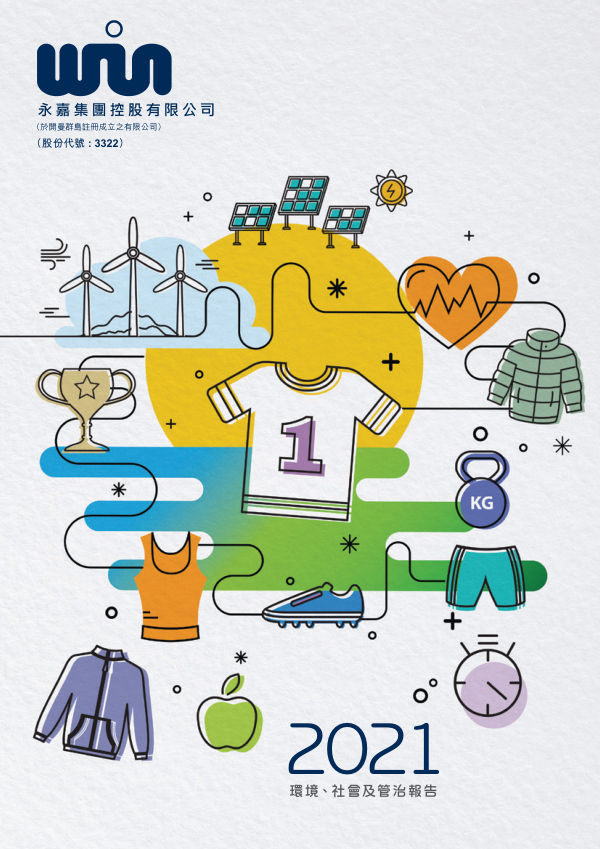 win
永嘉集團控股有限公司
(於開曼群島註冊成立之有限公司)
(股份代號 : 3322)
1
KG
2021
環境、社會及管治報告